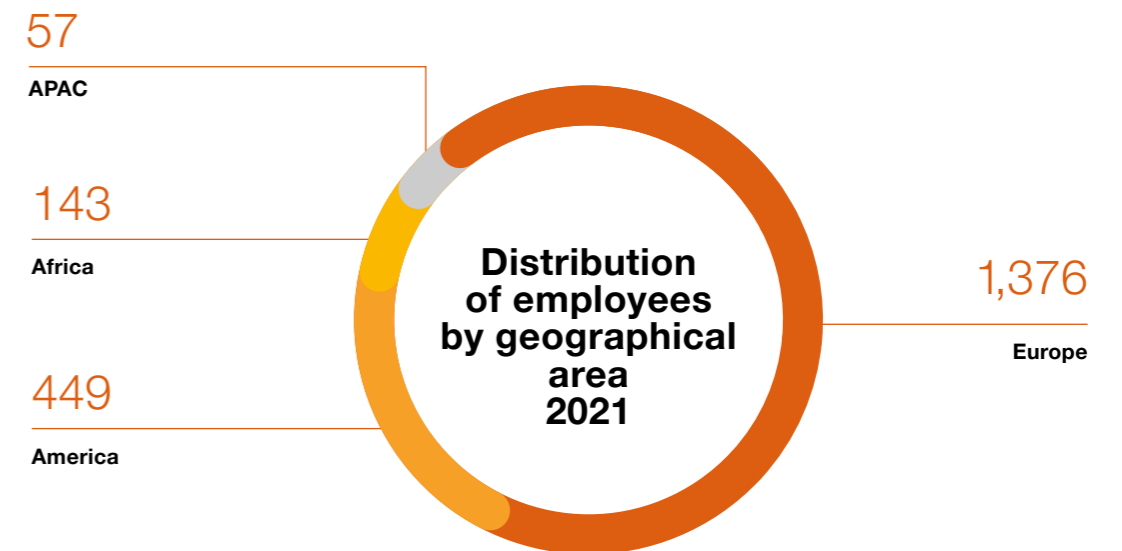 57
APAC
143
Africa
449
America
Distribution
of employees
by geographical
area
2021
1,376
Europe